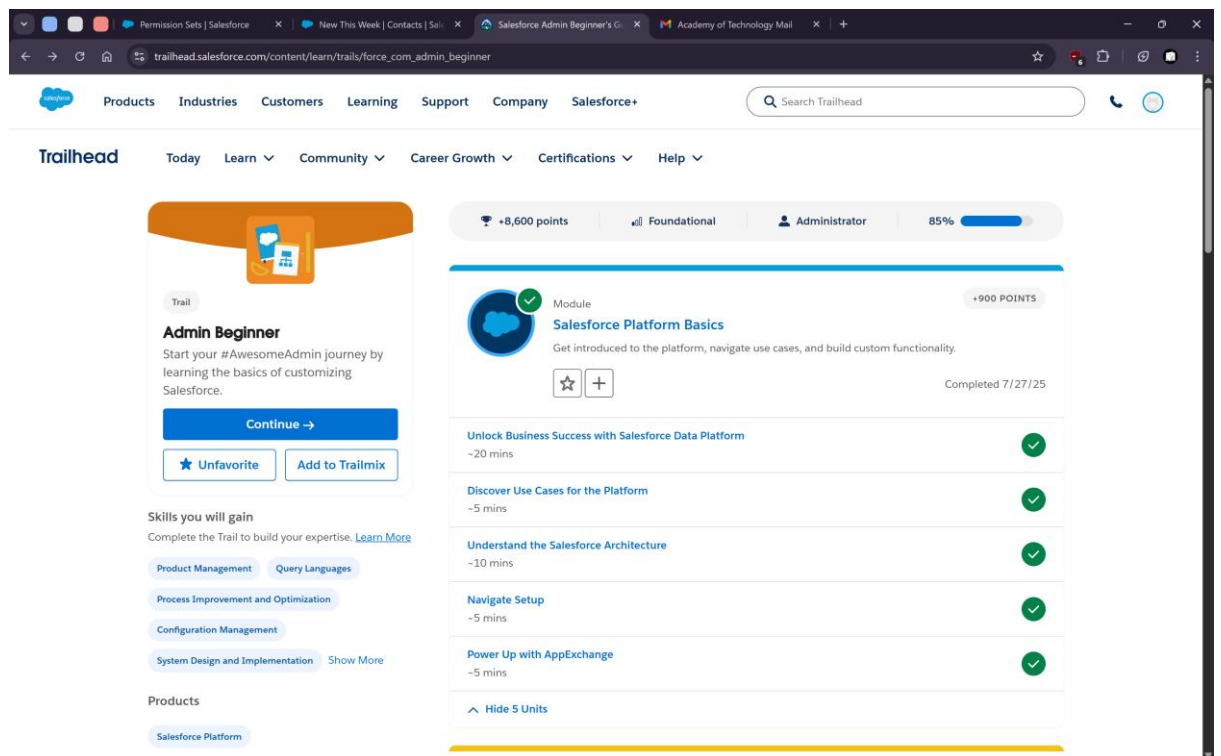 Permission Sets | Salesforce
New This Week | Contacts | Sale
Salesforce Admin Beginner's Gu
Academy of Technology Mail
trailhead.salesforce.com/content/learn/trails/force_com_admin_beginner
6
salesforce
Products Industries Customers Learning Support Company Salesforce+
Search Trailhead
Trailhead Today Learn Community Career Growth Certifications Help
Trail
Admin Beginner
Start your #AwesomeAdmin journey by
learning the basics of customizing
Salesforce.
Continue →
Unfavorite Add to Trailmix
Skills you will gain
Complete the Trail to build your expertise. Learn More
Product Management Query Languages
Process Improvement and Optimization
Configuration Management
System Design and Implementation Show More
Products
Salesforce Platform
+8,600 points Foundational Administrator 85%
Module
+900 POINTS
Salesforce Platform Basics
Get introduced to the platform, navigate use cases, and build custom functionality.
Completed 7/27/25
Unlock Business Success with Salesforce Data Platform
~20 mins
Discover Use Cases for the Platform
~5 mins
Understand the Salesforce Architecture
~10 mins
Navigate Setup
~5 mins
Power Up with AppExchange
~5 mins
Hide 5 Units